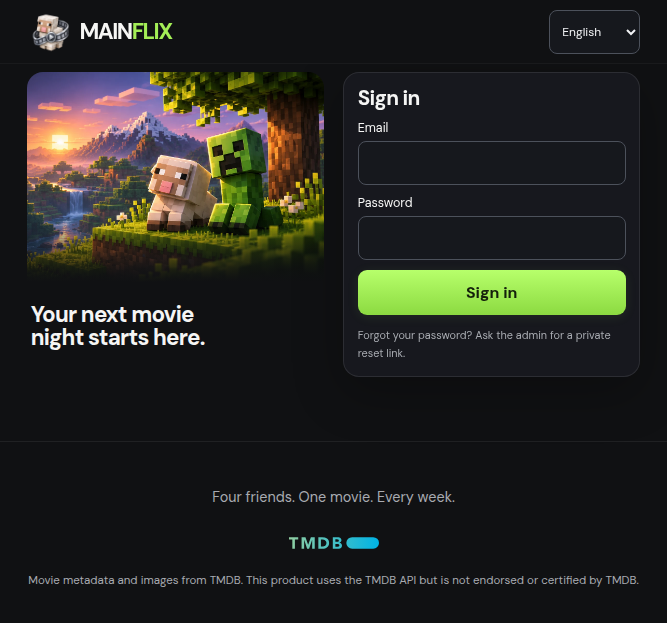 MAINFLIX
English
Sign in
Email
Password
Sign in
Forgot your password? Ask the admin for a private
reset link.
Your next movie
night starts here.
Four friends. One movie. Every week.
TMDB
Movie metadata and images from TMDB. This product uses the TMDB API but is not endorsed or certified by TMDB.